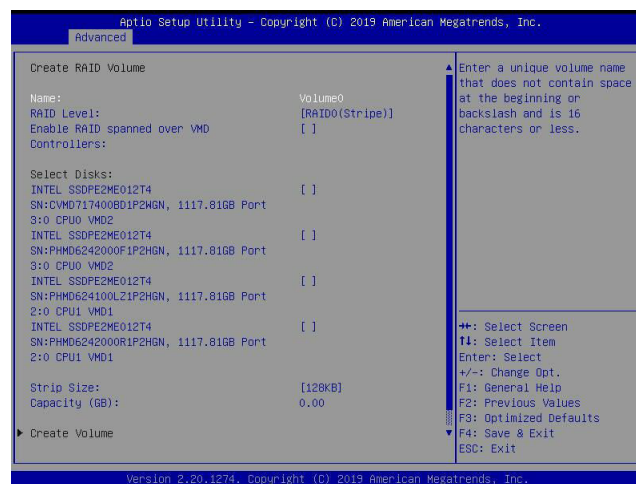 Aptio Setup Utility – Copyright (C) 2019 American Megatrends, Inc.
Advanced
Create RAID Volume
Name: Volume0
RAID Level: [RAID0(Stripe)]
Enable RAID spanned over VMD [ ]
Controllers:
Select Disks:
INTEL SSDPE2ME012T4 [ ]
SN:CVMD717400BD1P2WGN, 1117.81GB Port
3:0 CPU0 VMD2
INTEL SSDPE2ME012T4 [ ]
SN:PHMD6242000F1P2HGN, 1117.81GB Port
3:0 CPU0 VMD2
INTEL SSDPE2ME012T4 [ ]
SN:PHMD624100LZ1P2HGN, 1117.81GB Port
2:0 CPU1 VMD1
INTEL SSDPE2ME012T4 [ ]
SN:PHMD6242000R1P2HGN, 1117.81GB Port
2:0 CPU1 VMD1
Strip Size: [128KB]
Capacity (GB): 0.00
Create Volume
Enter a unique volume name
that does not contain space
at the beginning or
backslash and is 16
characters or less.
→←: Select Screen
↑↓: Select Item
Enter: Select
+/-: Change Opt.
F1: General Help
F2: Previous Values
F3: Optimized Defaults
F4: Save & Exit
ESC: Exit
Version 2.20.1274. Copyright (C) 2019 American Megatrends, Inc.